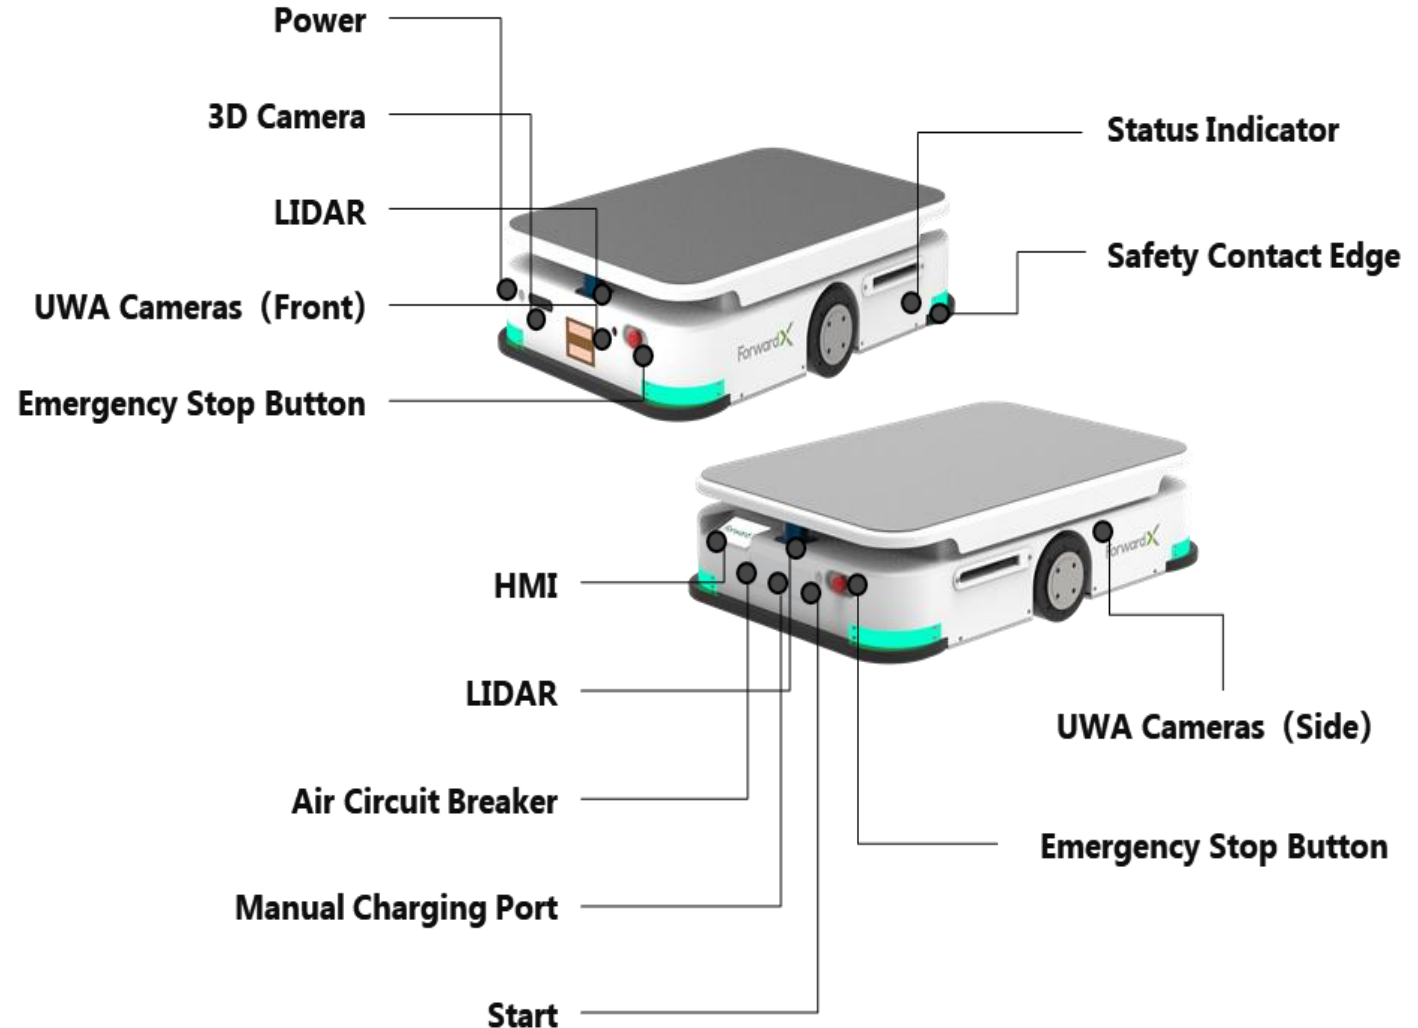 Power
3D Camera
Status Indicator
LIDAR
Safety Contact Edge
UWA Cameras（Front）
ForwardX
Emergency Stop Button
ForwardX
HMI
LIDAR
UWA Cameras（Side）
Air Circuit Breaker
Emergency Stop Button
Manual Charging Port
Start